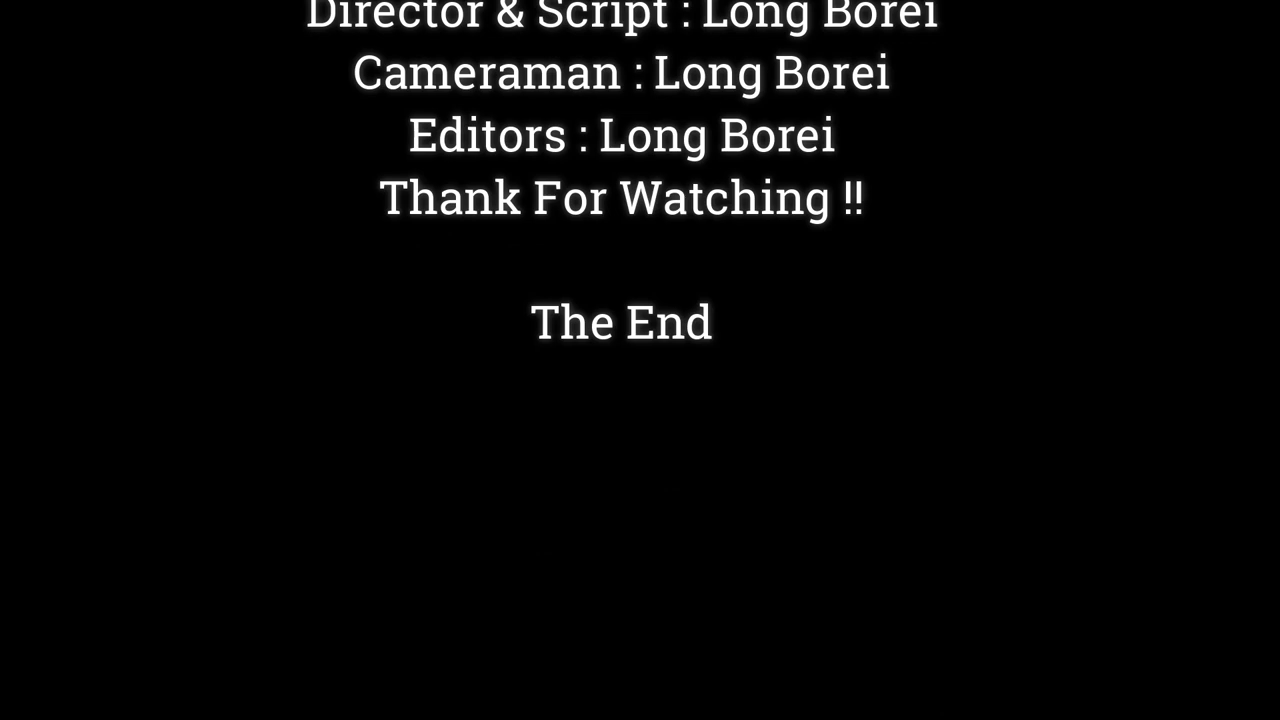 Director & Script : Long Borei
Cameraman : Long Borei
Editors : Long Borei
Thank For Watching !!
The End